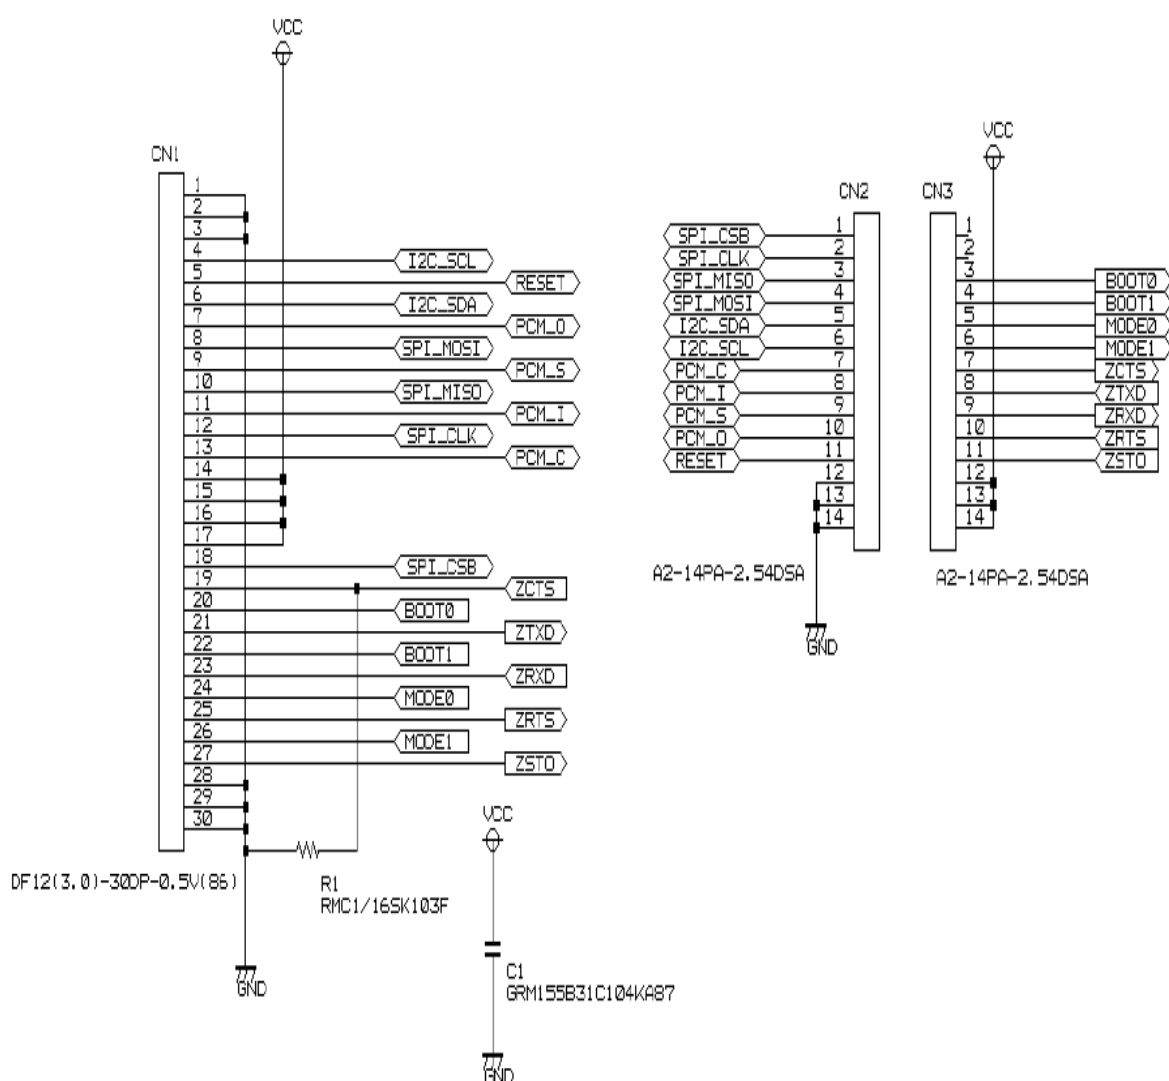 VCC
CN1
1
2
3
4 I2C_SCL
5 RESET
6 I2C_SDA
7 PCM_O
8 SPI_MOSI
9 PCM_S
10 SPI_MISO
11 PCM_I
12 SPI_CLK
13 PCM_C
14
15
16
17
18 SPI_CSB
19 ZCTS
20 BOOT0
21 ZTXD
22 BOOT1
23 ZRXD
24 MODE0
25 ZRTS
26 MODE1
27 ZSTO
28
29
30
DF12(3.0)-30DP-0.5V(86)
R1
RMC1/16SK103F
GND
VCC
C1
GRM155B31C104KA87
GND
CN2
SPI_CSB 1
SPI_CLK 2
SPI_MISO 3
SPI_MOSI 4
I2C_SDA 5
I2C_SCL 6
PCM_C 7
PCM_I 8
PCM_S 9
PCM_O 10
RESET 11
12
13
14
A2-14PA-2.54DSA
GND
VCC
CN3
1
2
3 BOOT0
4 BOOT1
5 MODE0
6 MODE1
7 ZCTS
8 ZTXD
9 ZRXD
10 ZRTS
11 ZSTO
12
13
14
A2-14PA-2.54DSA